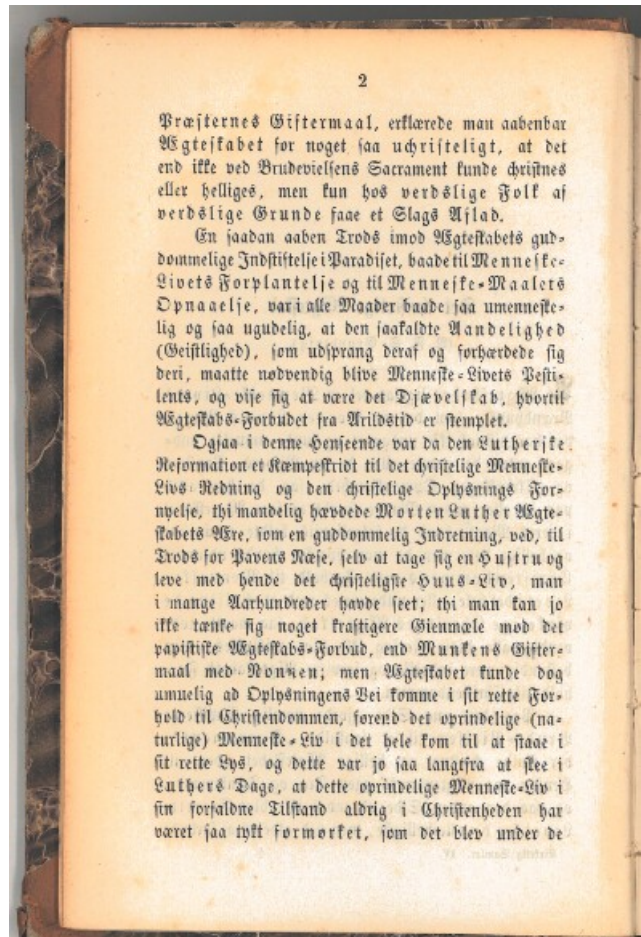 2
Præsternes Giftermaal, erklærede man aabenbar
Ægteskabet for noget saa uchristeligt, at det
end ikke ved Brudevielsens Sacrament kunde christnes
eller helliges, men kun hos verdslige Folk af
verdslige Grunde faae et Slags Aflad.
En saadan aaben Trods imod Ægteskabets gud-
dommelige Indstiftelse i Paradiset, baade til Menneske-
Livets Forplantelse og til Menneske-Maalets
Opnaaelse, var i alle Maader baade saa umenneske-
lig og saa ugudelig, at den saakaldte Aandelighed
(Geistlighed), som udsprang deraf og forhærdede sig
deri, maatte nødvendig blive Menneske-Livets Pesti-
lents, og vise sig at være det Djævelskab, hvortil
Ægteskabs-Forbudet fra Arildstid er stemplet.
Ogsaa i denne Henseende var da den Lutherske
Reformation et Kæmpeskridt til det christelige Menneske-
Livs Redning og den christelige Oplysnings For-
nyelse, thi mandelig hævdede Morten Luther Ægte-
skabets Ære, som en guddommelig Indretning, ved, til
Trods for Pavens Næse, selv at tage sig en Hustru og
leve med hende det christeligste Huus-Liv, man
i mange Aarhundreder havde seet; thi man kan jo
ikke tænke sig noget kraftigere Gienmæle mod det
papistiske Ægteskabs-Forbud, end Munkens Gifter-
maal med Nonnen; men Ægteskabet kunde dog
umuelig ad Oplysningens Vei komme i sit rette For-
hold til Christendommen, førend det oprindelige (na-
turlige) Menneske-Liv i det hele kom til at staae i
sit rette Lys, og dette var jo saa langtfra at skee i
Luthers Dage, at dette oprindelige Menneske-Liv i
sin forfaldne Tilstand aldrig i Christenheden har
været saa tykt formørket, som det blev under de